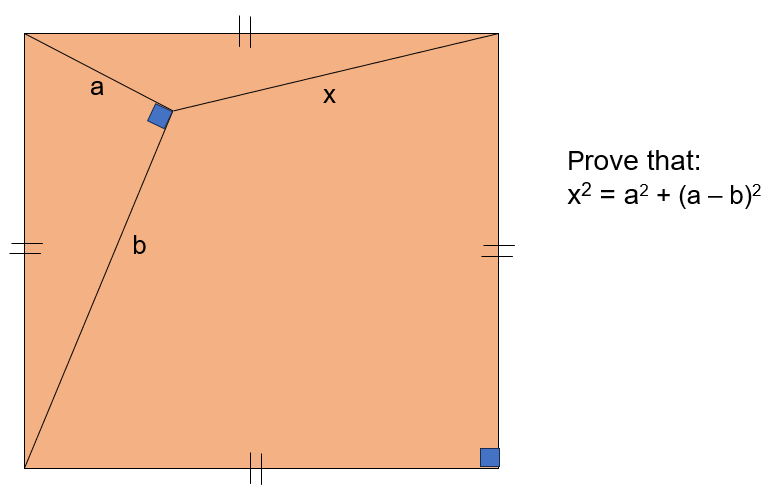 a
x
Prove that:
x² = a² + (a – b)²
b